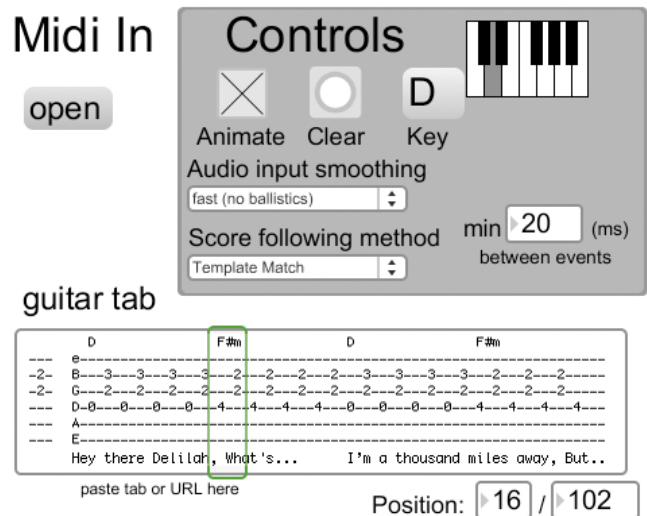 Midi In
Controls
open
D
Animate
Clear
Key
Audio input smoothing
fast (no ballistics)
Score following method
Template Match
min 20 (ms)
between events
guitar tab
D F#m D F#m
--- e-------------------------------------------------------------
-2- B---3---3---3---3---2---2---2---2---3---3---3---3---2---2---2-----
-2- G---2---2---2---2---2---2---2---2---2---2---2---2---2---2---2-----
--- D-0---0---0---0---4---4---4---4---0---0---0---0---4---4---4---4---
--- A-------------------------------------------------------------
--- E-------------------------------------------------------------
Hey there Delilah, What's... I'm a thousand miles away, But..
paste tab or URL here
Position: 16 / 102